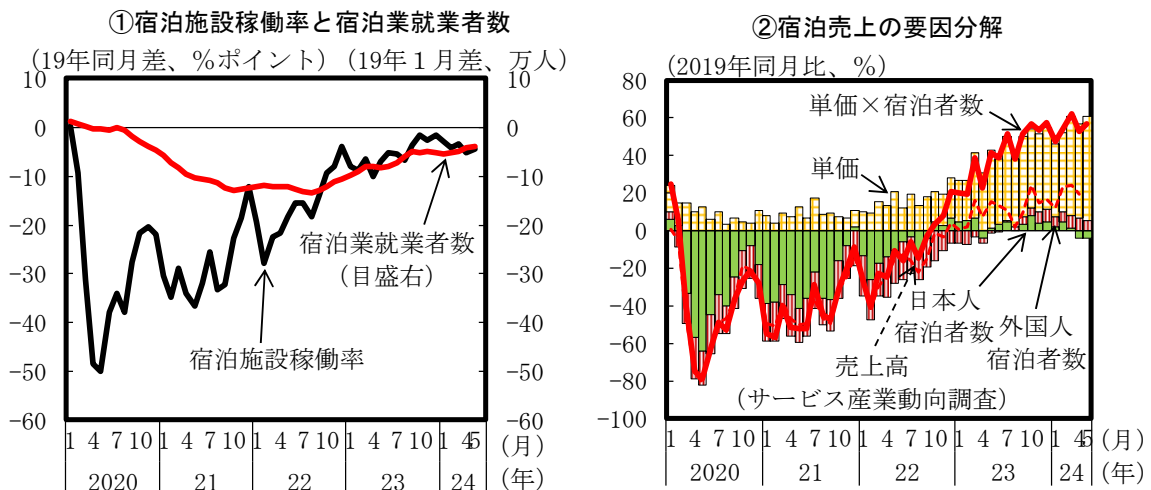 ①宿泊施設稼働率と宿泊業就業者数
(19年同月差、%ポイント) (19年1月差、万人)
10
0
-10
-20
-30
-40
-50
-60
10
0
-10
-20
-30
-40
-50
-60
宿泊業就業者数
(目盛右)
宿泊施設稼働率
1 4 7 10 1 4 7 10 1 4 7 10 1 4 7 10 1 4 5 (月)
2020 21 22 23 24 (年)
②宿泊売上の要因分解
(2019年同月比、%)
80
60
40
20
0
-20
-40
-60
-80
-100
単価×宿泊者数
単価
日本人
宿泊者数
外国人
宿泊者数
売上高
(サービス産業動向調査)
1 4 7 10 1 4 7 10 1 4 7 10 1 4 7 10 1 4 5 (月)
2020 21 22 23 24 (年)